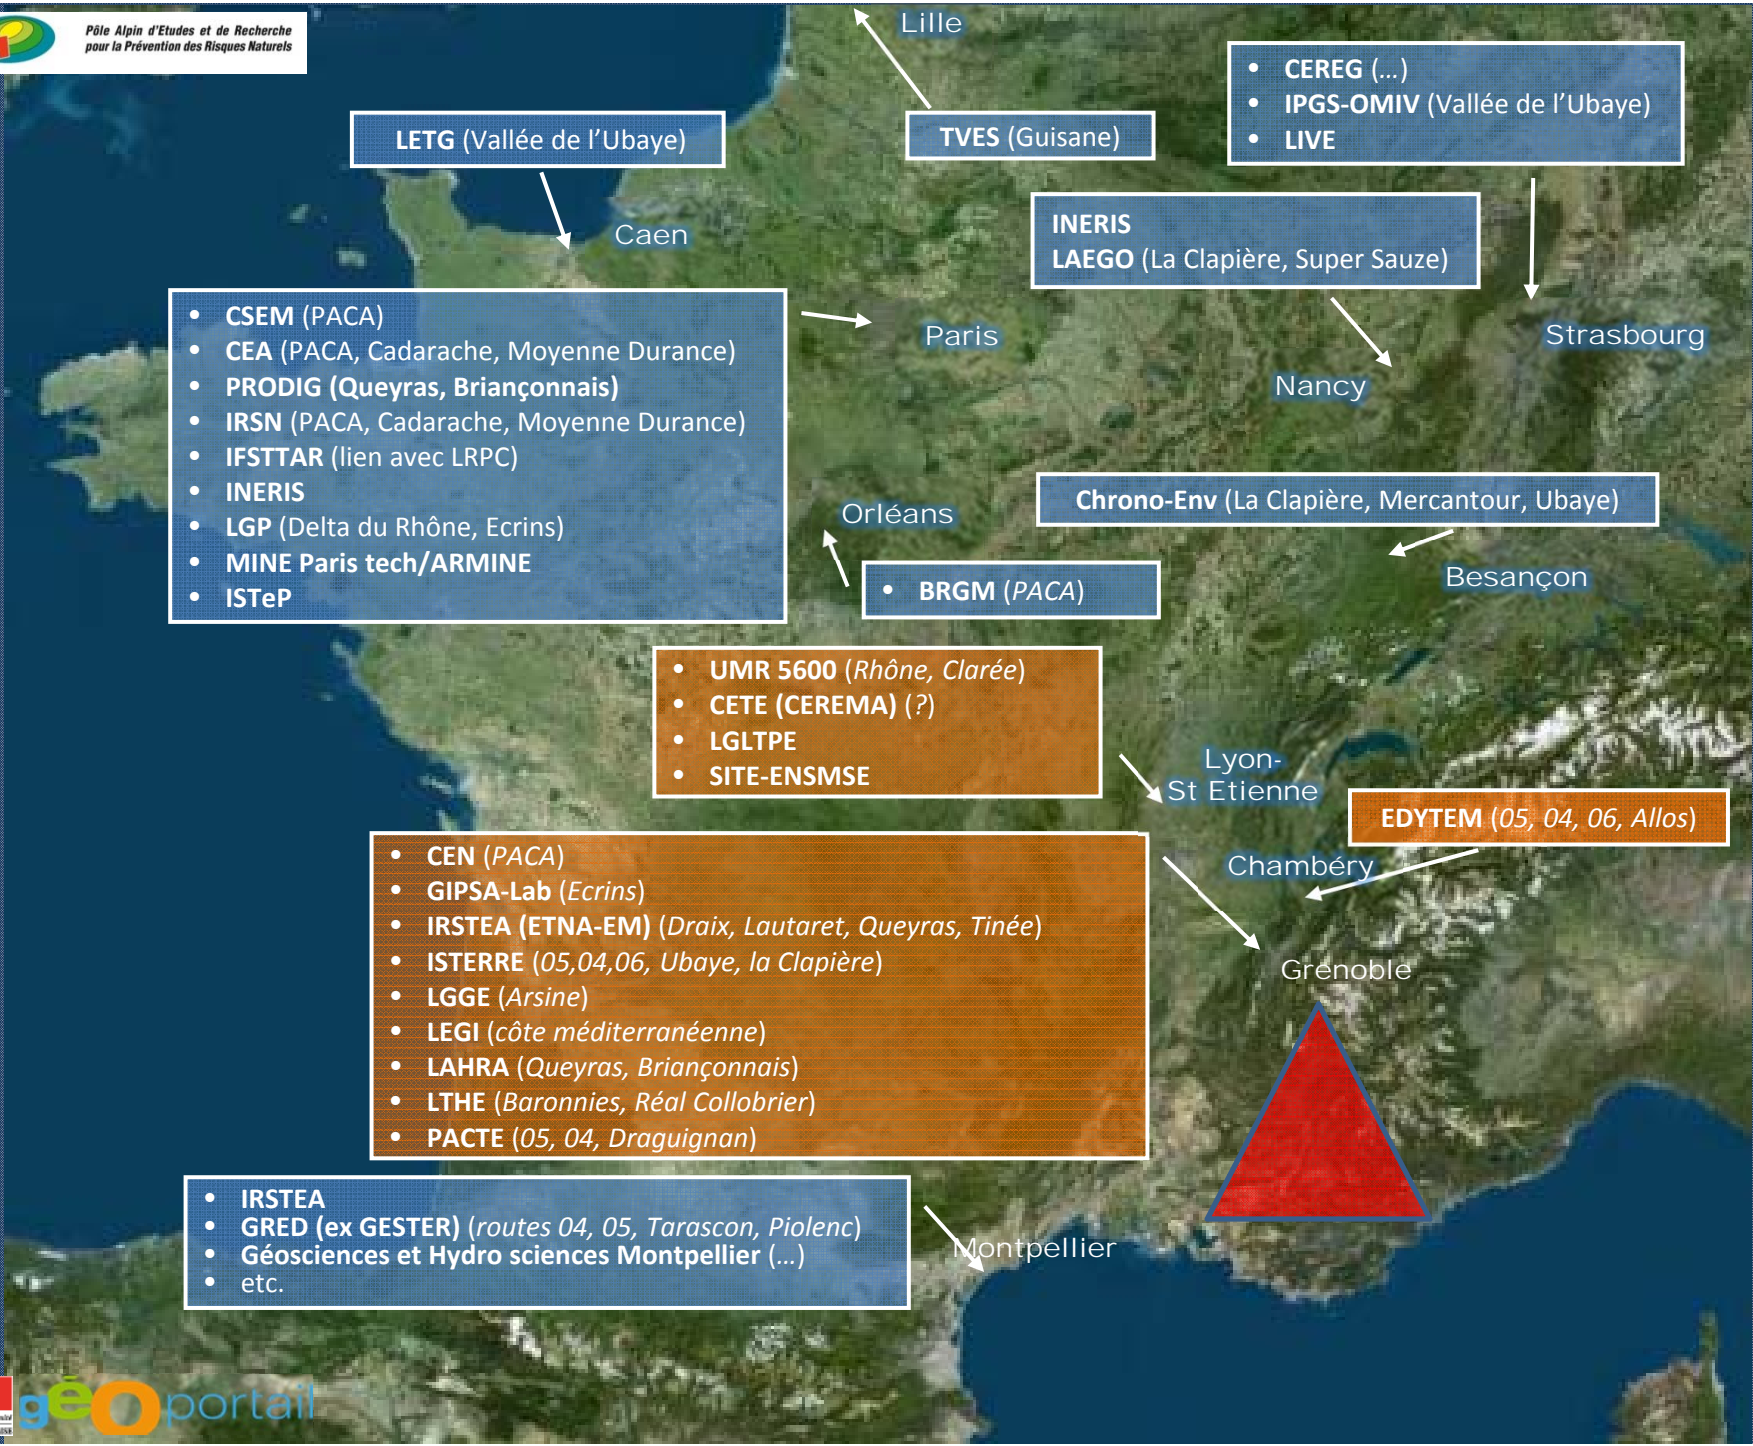 Pôle Alpin d'Etudes et de Recherche
pour la Prévention des Risques Naturels
Lille
• CEREG (...)
• IPGS-OMIV (Vallée de l'Ubaye)
• LIVE
LETG (Vallée de l'Ubaye)
TVES (Guisane)
INERIS
LAEGO (La Clapière, Super Sauze)
Caen
• CSEM (PACA)
• CEA (PACA, Cadarache, Moyenne Durance)
• PRODIG (Queyras, Briançonnais)
• IRSN (PACA, Cadarache, Moyenne Durance)
• IFSTTAR (lien avec LRPC)
• INERIS
• LGP (Delta du Rhône, Ecrins)
• MINE Paris tech/ARMINE
• ISTeP
Paris
Strasbourg
Nancy
Orléans
Chrono-Env (La Clapière, Mercantour, Ubaye)
• BRGM (PACA)
Besançon
• UMR 5600 (Rhône, Clarée)
• CETE (CEREMA) (?)
• LGLTPE
• SITE-ENSMSE
Lyon-
St Etienne
EDYTEM (05, 04, 06, Allos)
Chambéry
• CEN (PACA)
• GIPSA-Lab (Ecrins)
• IRSTEA (ETNA-EM) (Draix, Lautaret, Queyras, Tinée)
• ISTERRE (05,04,06, Ubaye, la Clapière)
• LGGE (Arsine)
• LEGI (côte méditerranéenne)
• LAHRA (Queyras, Briançonnais)
• LTHE (Baronnies, Réal Collobrier)
• PACTE (05, 04, Draguignan)
Grenoble
• IRSTEA
• GRED (ex GESTER) (routes 04, 05, Tarascon, Piolenc)
• Géosciences et Hydro sciences Montpellier (...)
• etc.
Montpellier
géoportail